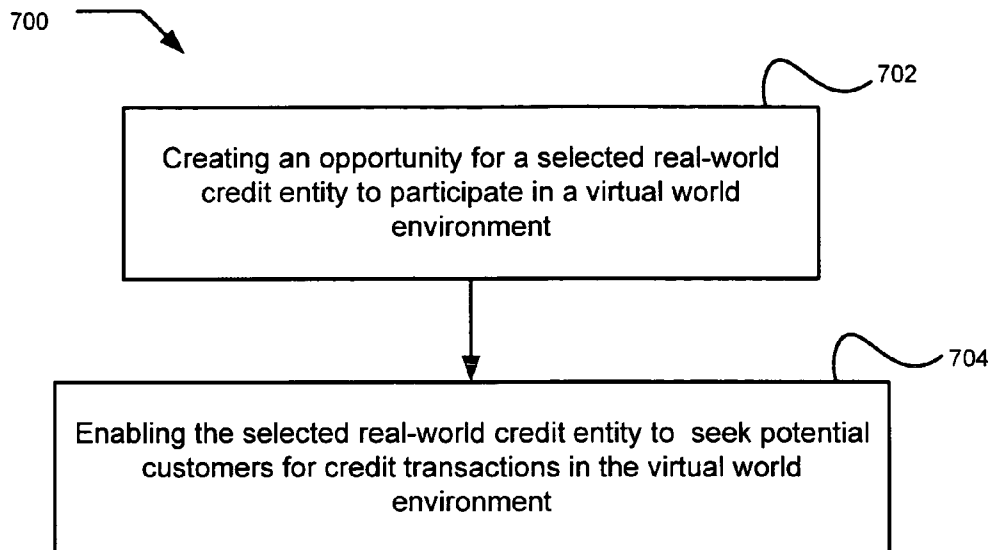 700
702
Creating an opportunity for a selected real-world
credit entity to participate in a virtual world
environment
704
Enabling the selected real-world credit entity to seek potential
customers for credit transactions in the virtual world
environment